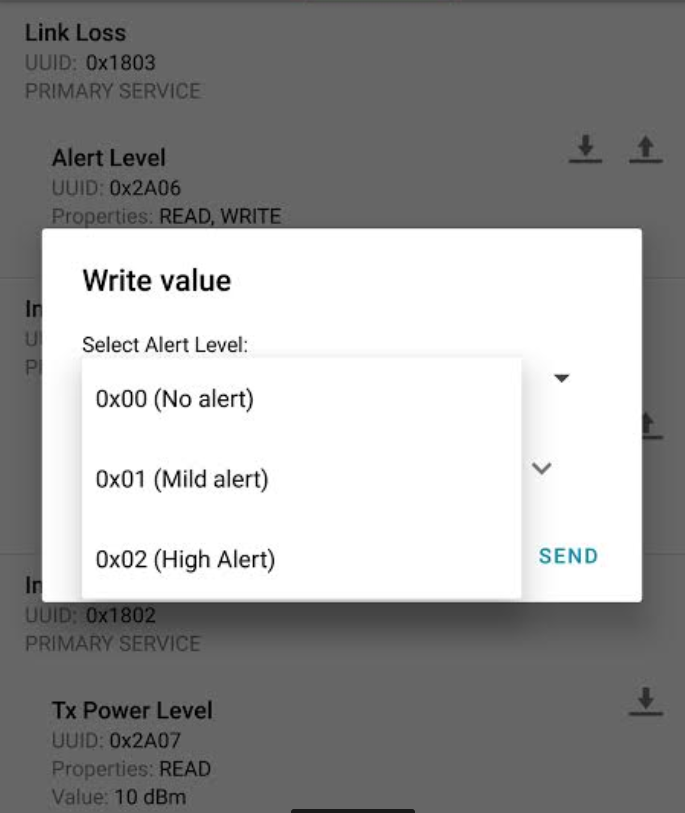 Link Loss
UUID: 0x1803
PRIMARY SERVICE
Alert Level
UUID: 0x2A06
Properties: READ, WRITE
Write value
Select Alert Level:
0x00 (No alert)
0x01 (Mild alert)
0x02 (High Alert)
SEND
UUID: 0x1802
PRIMARY SERVICE
Tx Power Level
UUID: 0x2A07
Properties: READ
Value: 10 dBm